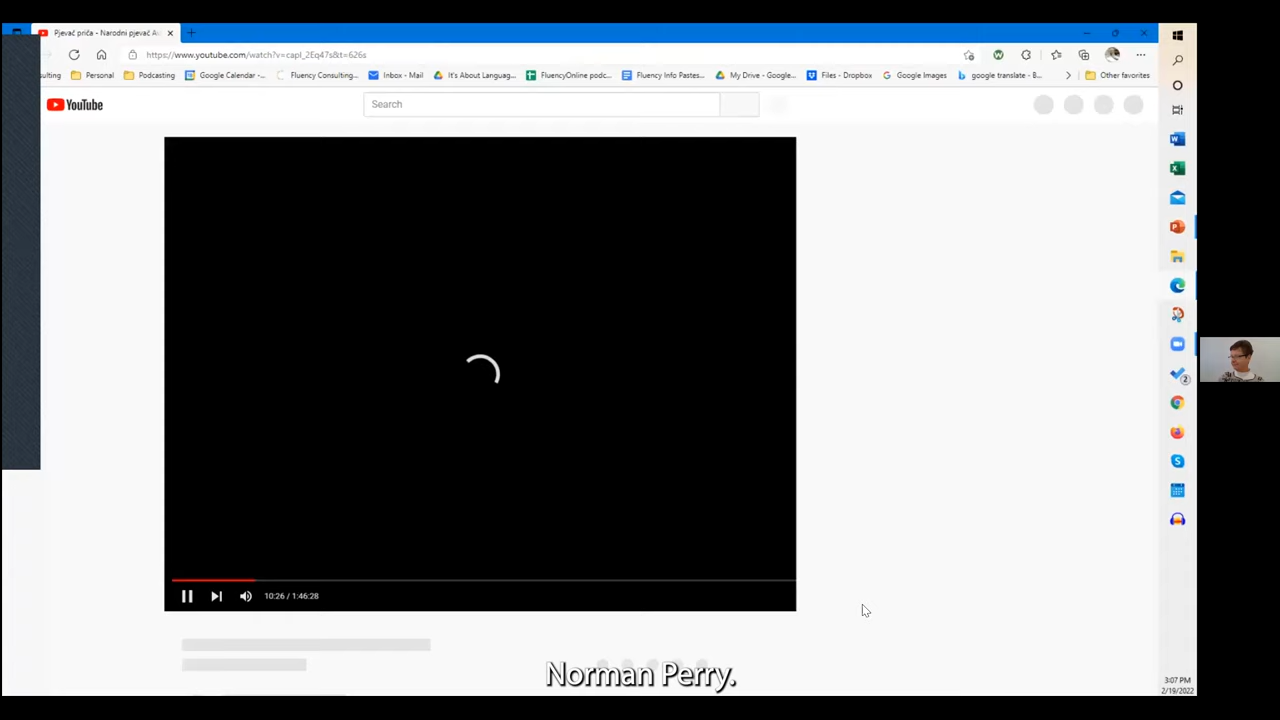 Pjevač priča - Narodni pjevač A
https://www.youtube.com/watch?v=capI_2Eq47s&t=626s
sulting Personal Podcasting Google Calendar -... Fluency Consulting... Inbox - Mail It's About Languag... FluencyOnline podc... Fluency Info Pastes... My Drive - Google... Files - Dropbox Google Images google translate - B... Other favorites
YouTube
Search
2
10:26 / 1:46:28
Norman Perry.
3:07 PM
2/19/2022